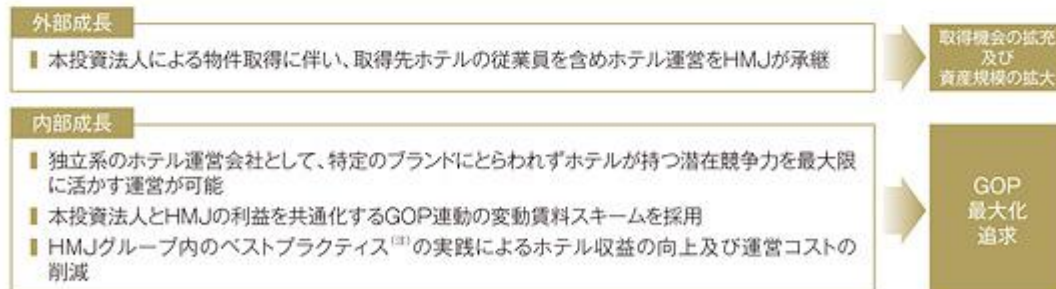 外部成長
▌本投資法人による物件取得に伴い、取得先ホテルの従業員を含めホテル運営をHMJが承継
取得機会の拡充
及び
資産規模の拡大
内部成長
▌独立系のホテル運営会社として、特定のブランドにとらわれずホテルが持つ潜在競争力を最大限
に活かす運営が可能
▌本投資法人とHMJの利益を共通化するGOP連動の変動賃料スキームを採用
▌HMJグループ内のベストプラクティス(注)の実践によるホテル収益の向上及び運営コストの
削減
GOP
最大化
追求